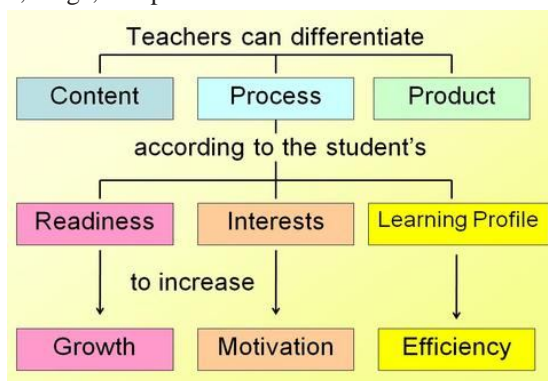 Teachers can differentiate
Content Process Product
according to the student's
Readiness Interests Learning Profile
to increase
Growth Motivation Efficiency